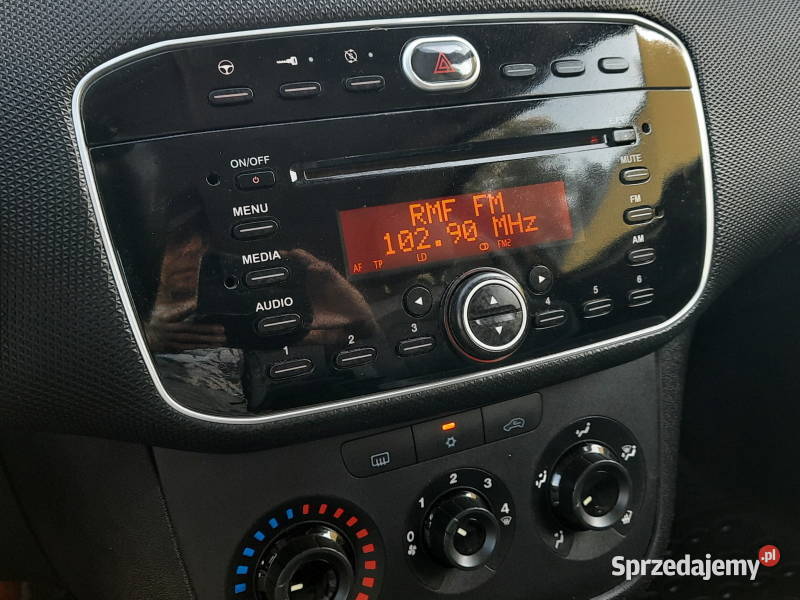 ON/OFF
MUTE
RMF FM
MENU
FM
102.90 MHz
MEDIA
AM
AF TP LD FM2
AUDIO
1 2 3 4 5 6
0 1 2 3 4
Sprzedajemy.pl